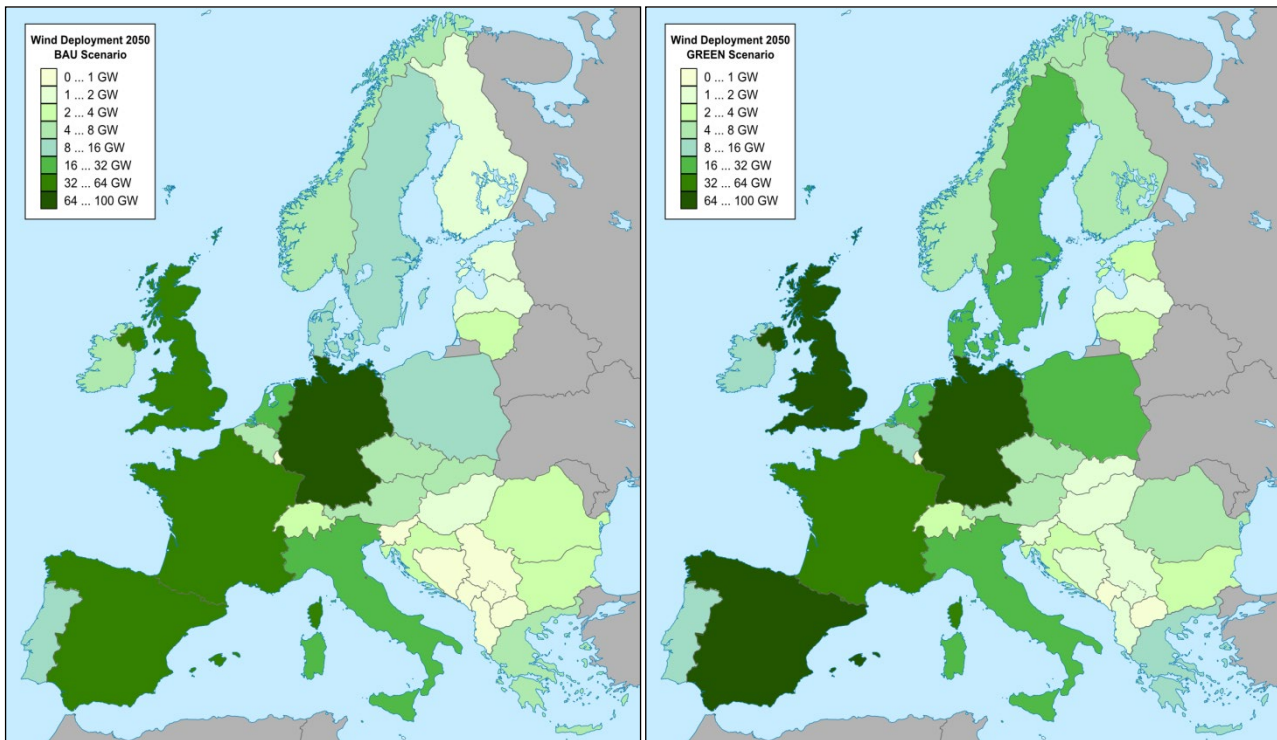 Wind Deployment 2050
BAU Scenario
0 ... 1 GW
1 ... 2 GW
2 ... 4 GW
4 ... 8 GW
8 ... 16 GW
16 ... 32 GW
32 ... 64 GW
64 ... 100 GW
Wind Deployment 2050
GREEN Scenario
0 ... 1 GW
1 ... 2 GW
2 ... 4 GW
4 ... 8 GW
8 ... 16 GW
16 ... 32 GW
32 ... 64 GW
64 ... 100 GW